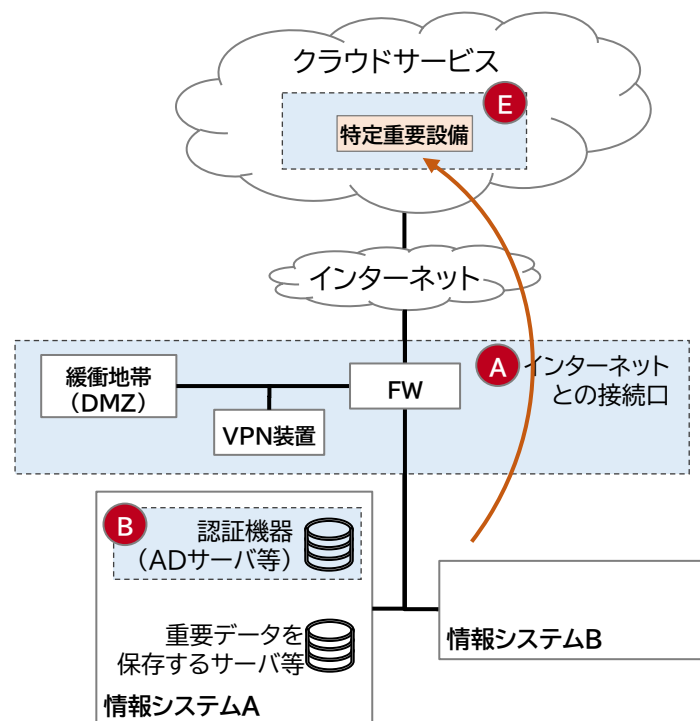 クラウドサービス
E
特定重要設備
インターネット
A
インターネット
との接続口
緩衝地帯
（DMZ）
FW
VPN装置
B
認証機器
（ADサーバ等）
重要データを
保存するサーバ等
情報システムA
情報システムB